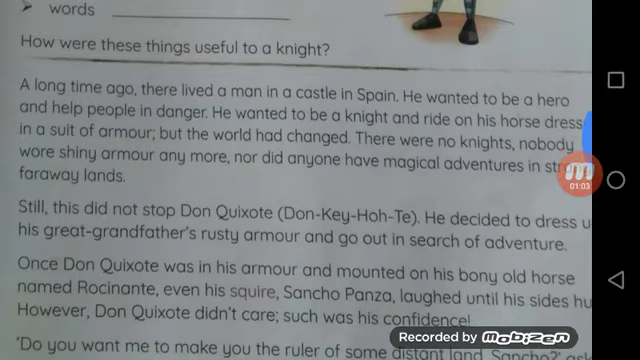 words
How were these things useful to a knight?
A long time ago, there lived a man in a castle in Spain. He wanted to be a hero
and help people in danger. He wanted to be a knight and ride on his horse dress
in a suit of armour; but the world had changed. There were no knights, nobody
wore shiny armour any more, nor did anyone have magical adventures in
faraway lands.
Still, this did not stop Don Quixote (Don-Key-Hoh-Te). He decided to dress u
his great-grandfather's rusty armour and go out in search of adventure.
Once Don Quixote was in his armour and mounted on his bony old horse
named Rocinante, even his squire, Sancho Panza, laughed until his sides hu
However, Don Quixote didn't care; such was his confidence!
'Do you want me to make you the ruler of some distant land, Sancho?' ask
01:03
Recorded by Mobizen